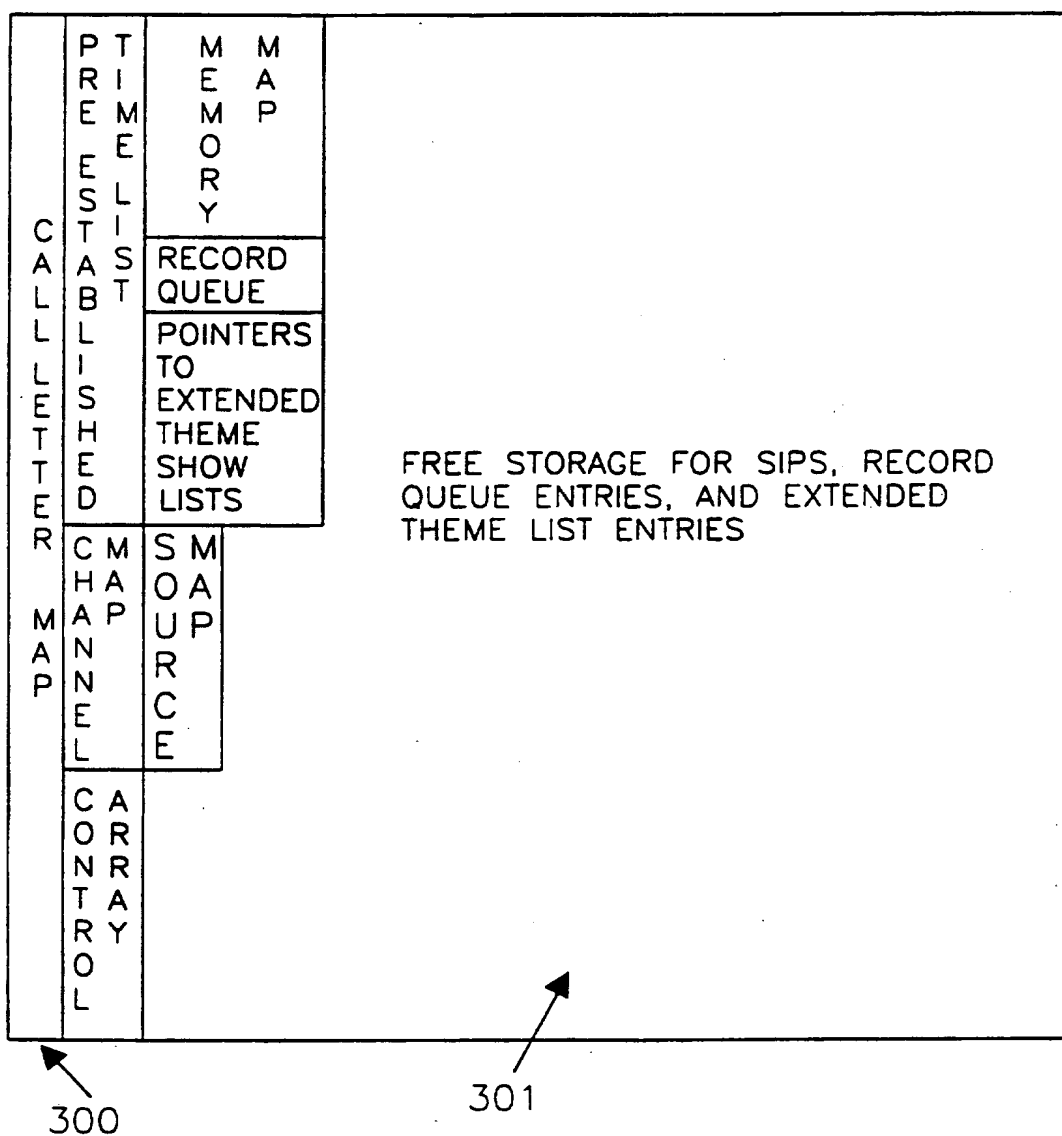 CALL LETTER MAP
PRE ESTABLISHED
TIME LIST
MEMORY
MAP
RECORD
QUEUE
POINTERS
TO
EXTENDED
THEME
SHOW
LISTS
CHANNEL
MAP
SOURCE
MAP
CONTROL
ARRAY
FREE STORAGE FOR SIPS, RECORD
QUEUE ENTRIES, AND EXTENDED
THEME LIST ENTRIES
300
301